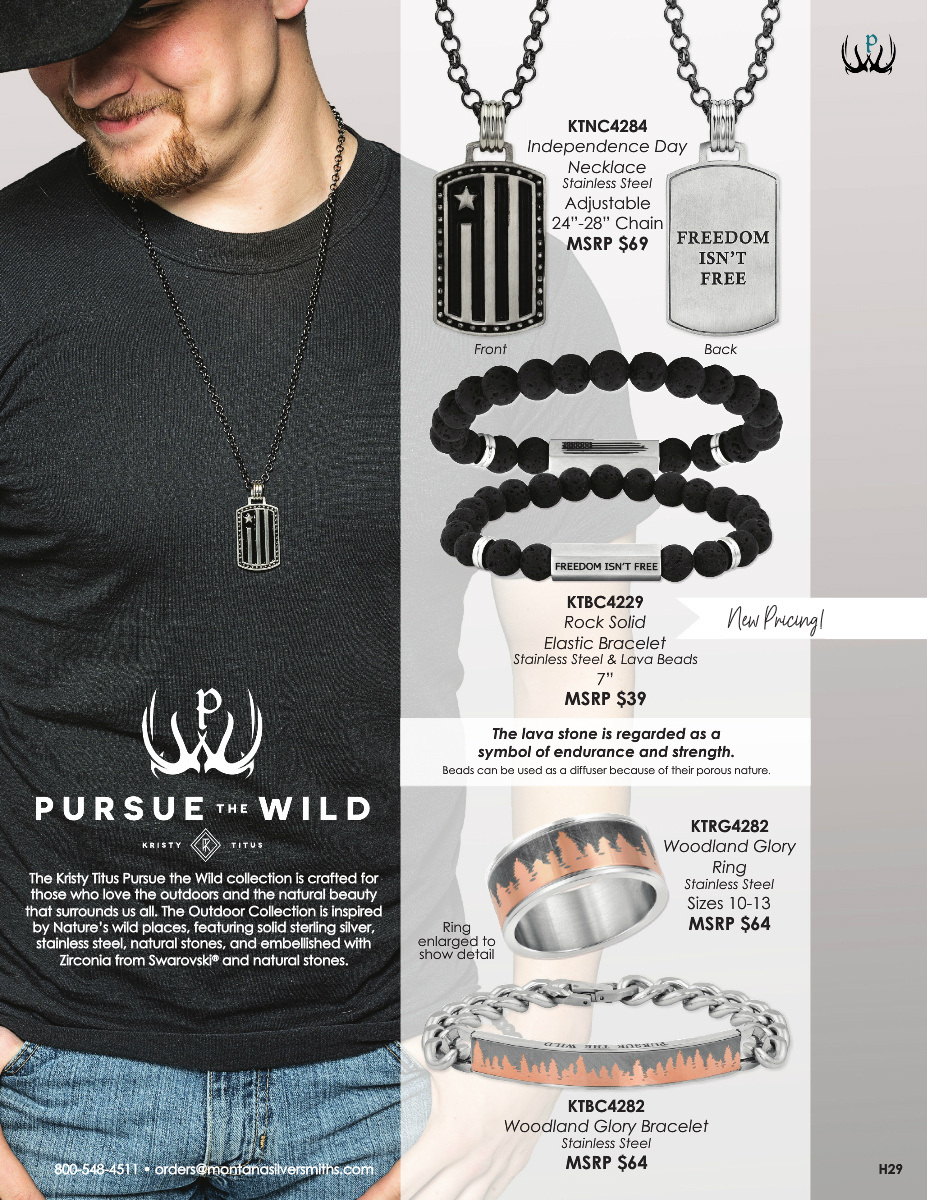 p
KTNC4284
Independence Day
Necklace
Stainless Steel
Adjustable
24”-28” Chain
MSRP $69
FREEDOM
ISN'T
FREE
Front
Back
FREEDOM ISN'T FREE
KTBC4229
Rock Solid
Elastic Bracelet
Stainless Steel & Lava Beads
7”
MSRP $39
New Pricing!
The lava stone is regarded as a
symbol of endurance and strength.
Beads can be used as a diffuser because of their porous nature.
p
PURSUE THE WILD
KRISTY TITUS
The Kristy Titus Pursue the Wild collection is crafted for
those who love the outdoors and the natural beauty
that surrounds us all. The Outdoor Collection is inspired
by Nature's wild places, featuring solid sterling silver,
stainless steel, natural stones, and embellished with
Zirconia from Swarovski® and natural stones.
KTRG4282
Woodland Glory
Ring
Stainless Steel
Sizes 10-13
MSRP $64
Ring
enlarged to
show detail
PURSUE THE WILD
KTBC4282
Woodland Glory Bracelet
Stainless Steel
MSRP $64
800-548-4511 • orders@montanasilversmiths.com
H29